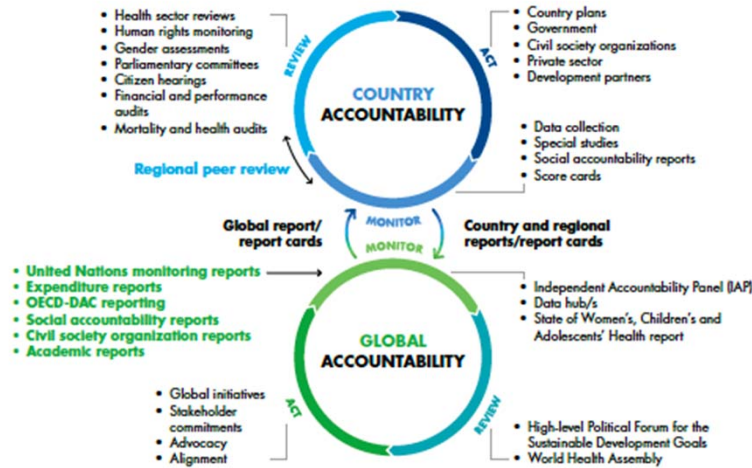 • Health sector reviews
• Human rights monitoring
• Gender assessments
• Parliamentary committees
• Citizen hearings
• Financial and performance
audits
• Mortality and health audits
REVIEW
COUNTRY
ACCOUNTABILITY
ACT
• Country plans
• Government
• Civil society organizations
• Private sector
• Development partners
• Data collection
• Special studies
• Social accountability reports
• Score cards
Regional peer review
MONITOR
Global report/
report cards
Country and regional
reports/report cards
MONITOR
• United Nations monitoring reports
• Expenditure reports
• OECD-DAC reporting
• Social accountability reports
• Civil society organization reports
• Academic reports
• Independent Accountability Panel (IAP)
• Data hub/s
• State of Women's, Children's and
Adolescents' Health report
GLOBAL
ACCOUNTABILITY
ACT
• Global initiatives
• Stakeholder
commitments
• Advocacy
• Alignment
REVIEW
• High-level Political Forum for the
Sustainable Development Goals
• World Health Assembly